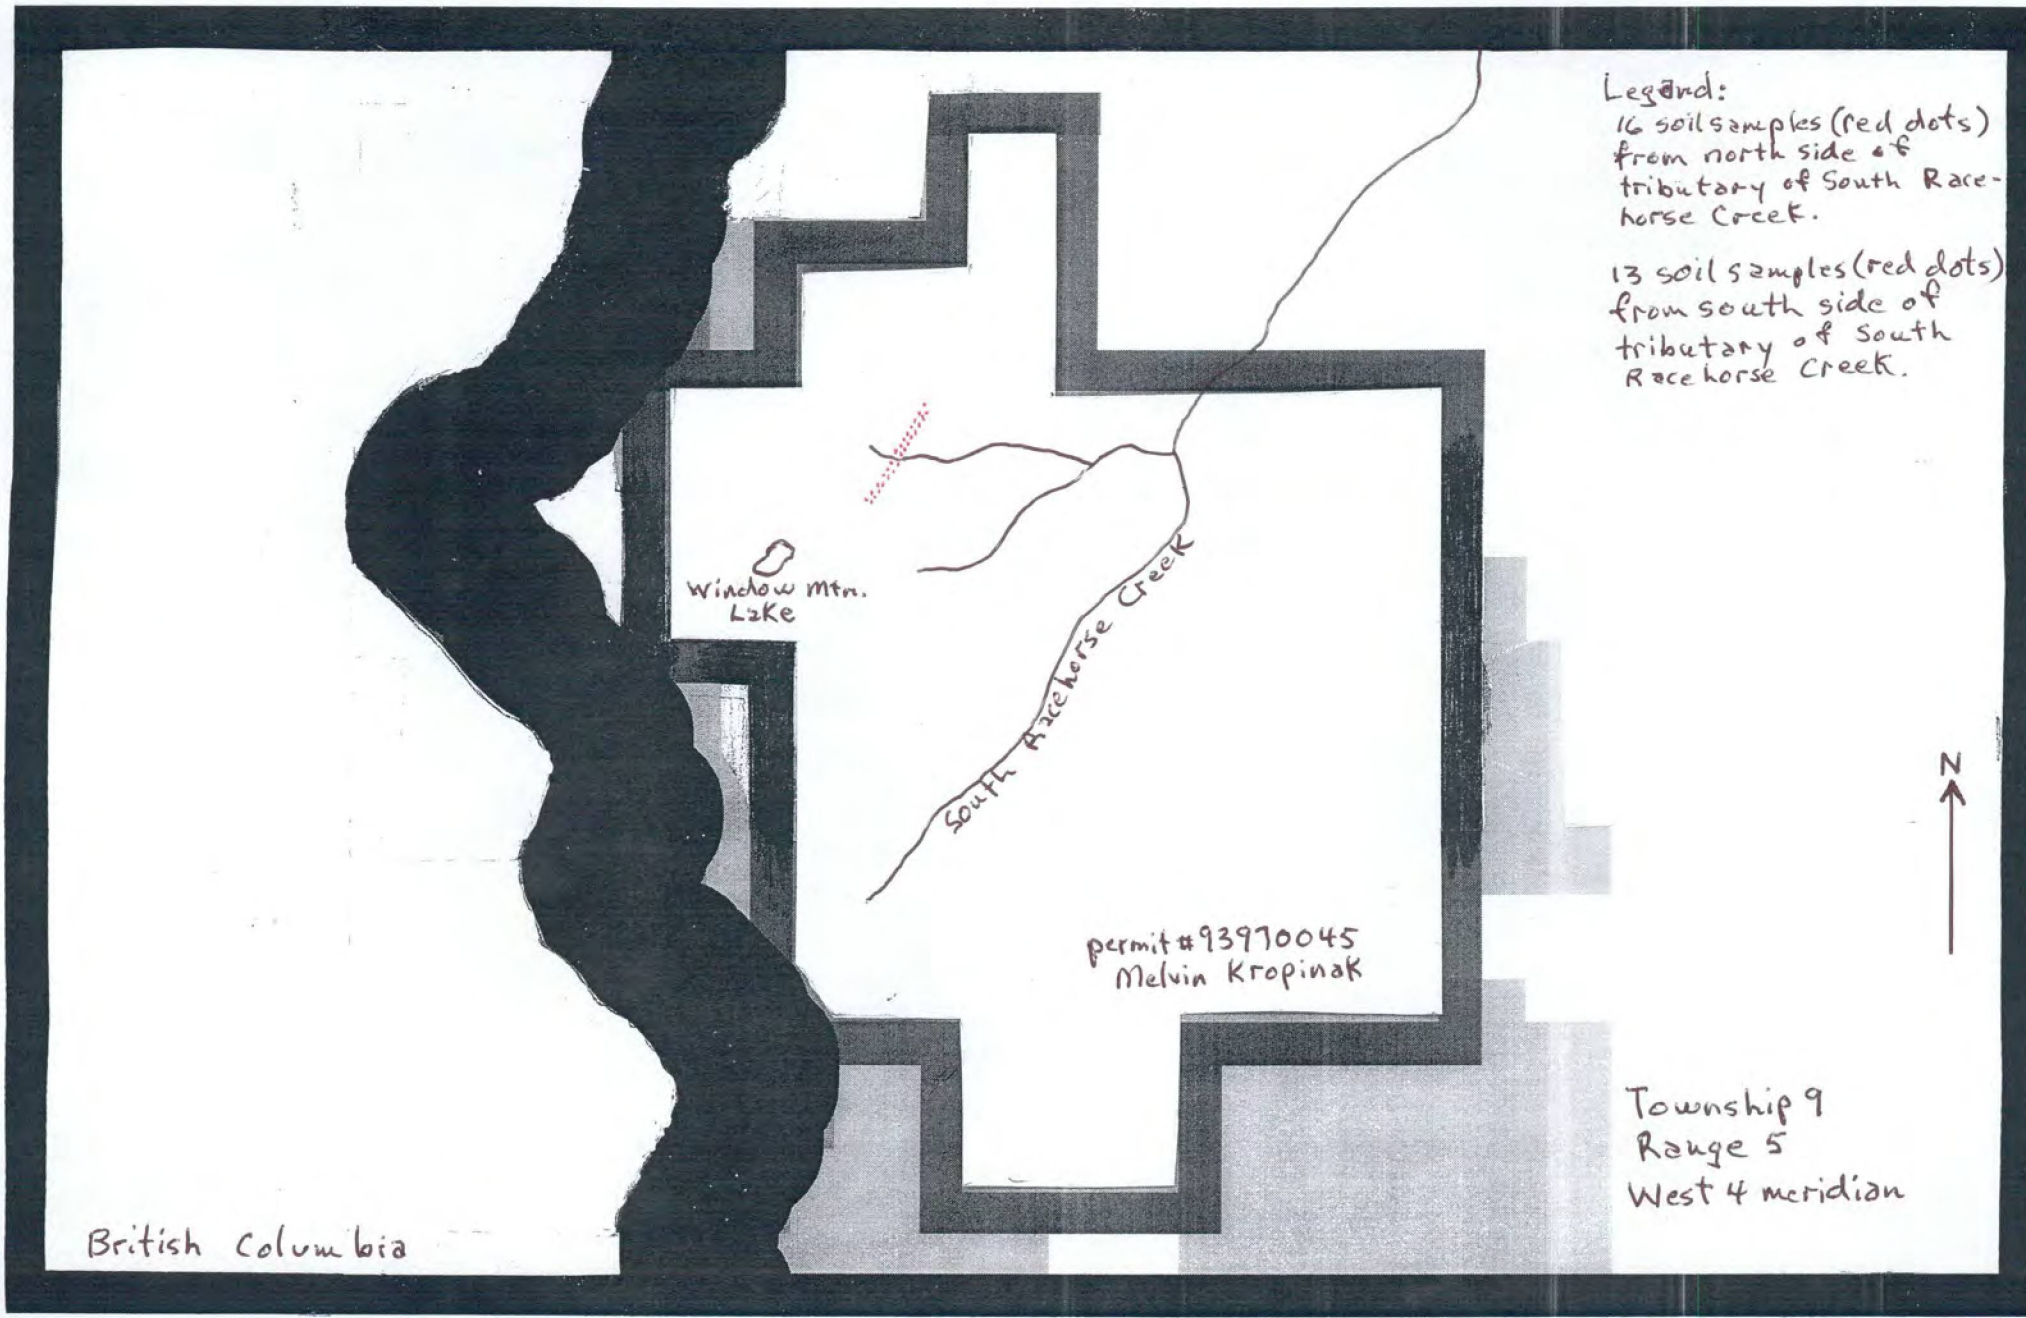 Legend:
16 soil samples (red dots)
from north side of
tributary of South Race-
horse Creek.
13 soil samples (red dots)
from south side of
tributary of South
Racehorse Creek.
Window Mtn.
Lake
South Racehorse Creek
permit # 93970045
Melvin Kropinak
N
Township 9
Range 5
West 4 meridian
British Columbia